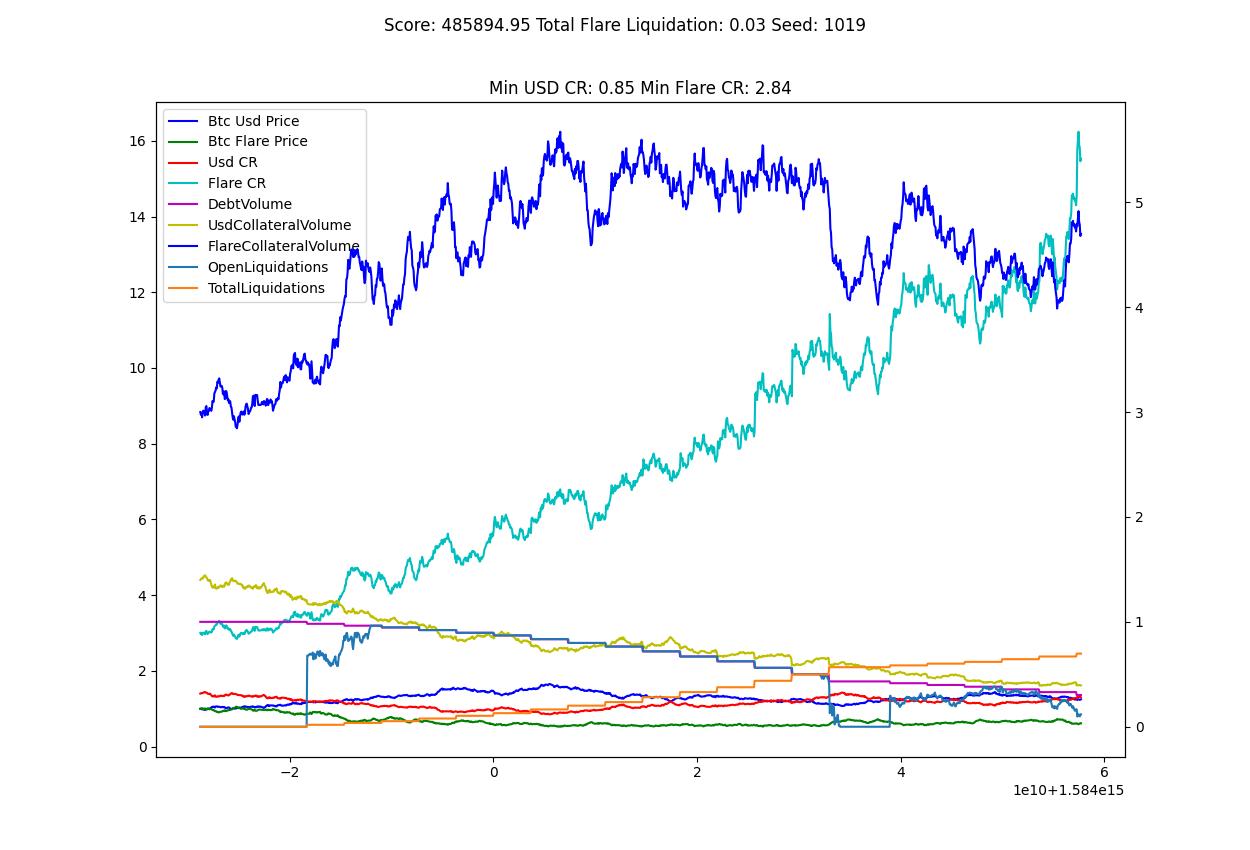 Score: 485894.95 Total Flare Liquidation: 0.03 Seed: 1019
Min USD CR: 0.85 Min Flare CR: 2.84
Btc Usd Price
Btc Flare Price
Usd CR
Flare CR
DebtVolume
UsdCollateralVolume
FlareCollateralVolume
OpenLiquidations
TotalLiquidations
16
14
12
10
8
6
4
2
0
5
4
3
2
1
0
−2
0
2
4
6
1e10+1.584e15